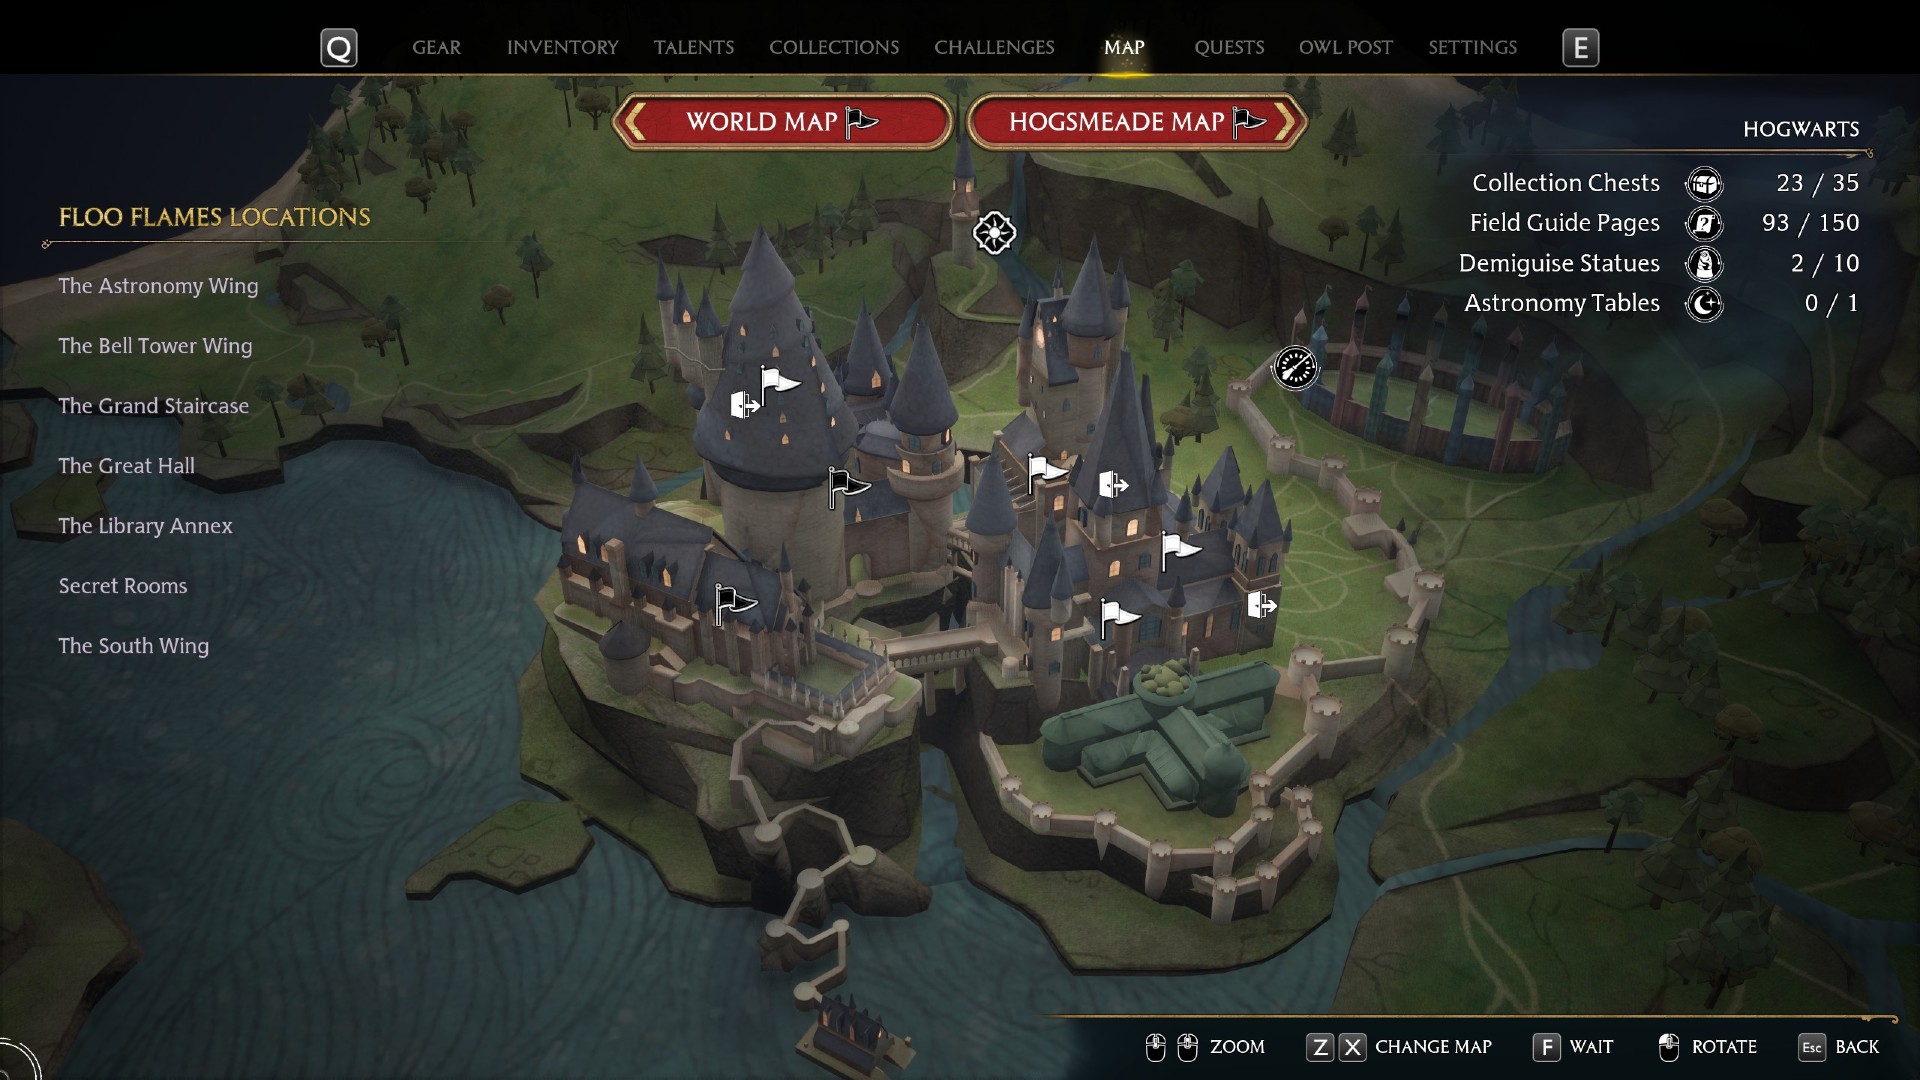 Q GEAR INVENTORY TALENTS COLLECTIONS CHALLENGES MAP QUESTS OWL POST SETTINGS E
WORLD MAP HOGSMEADE MAP
HOGWARTS
Collection Chests 23 / 35
Field Guide Pages 93 / 150
Demiguise Statues 2 / 10
Astronomy Tables 0 / 1
FLOO FLAMES LOCATIONS
The Astronomy Wing
The Bell Tower Wing
The Grand Staircase
The Great Hall
The Library Annex
Secret Rooms
The South Wing
ZOOM Z X CHANGE MAP F WAIT ROTATE Esc BACK